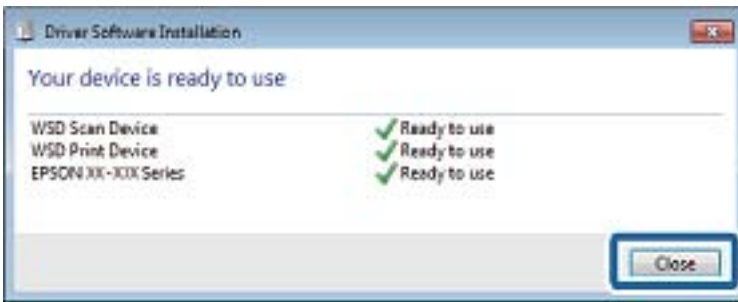 Driver Software Installation
Your device is ready to use
WSD Scan Device Ready to use
WSD Print Device Ready to use
EPSON XX-XXX Series Ready to use
Close